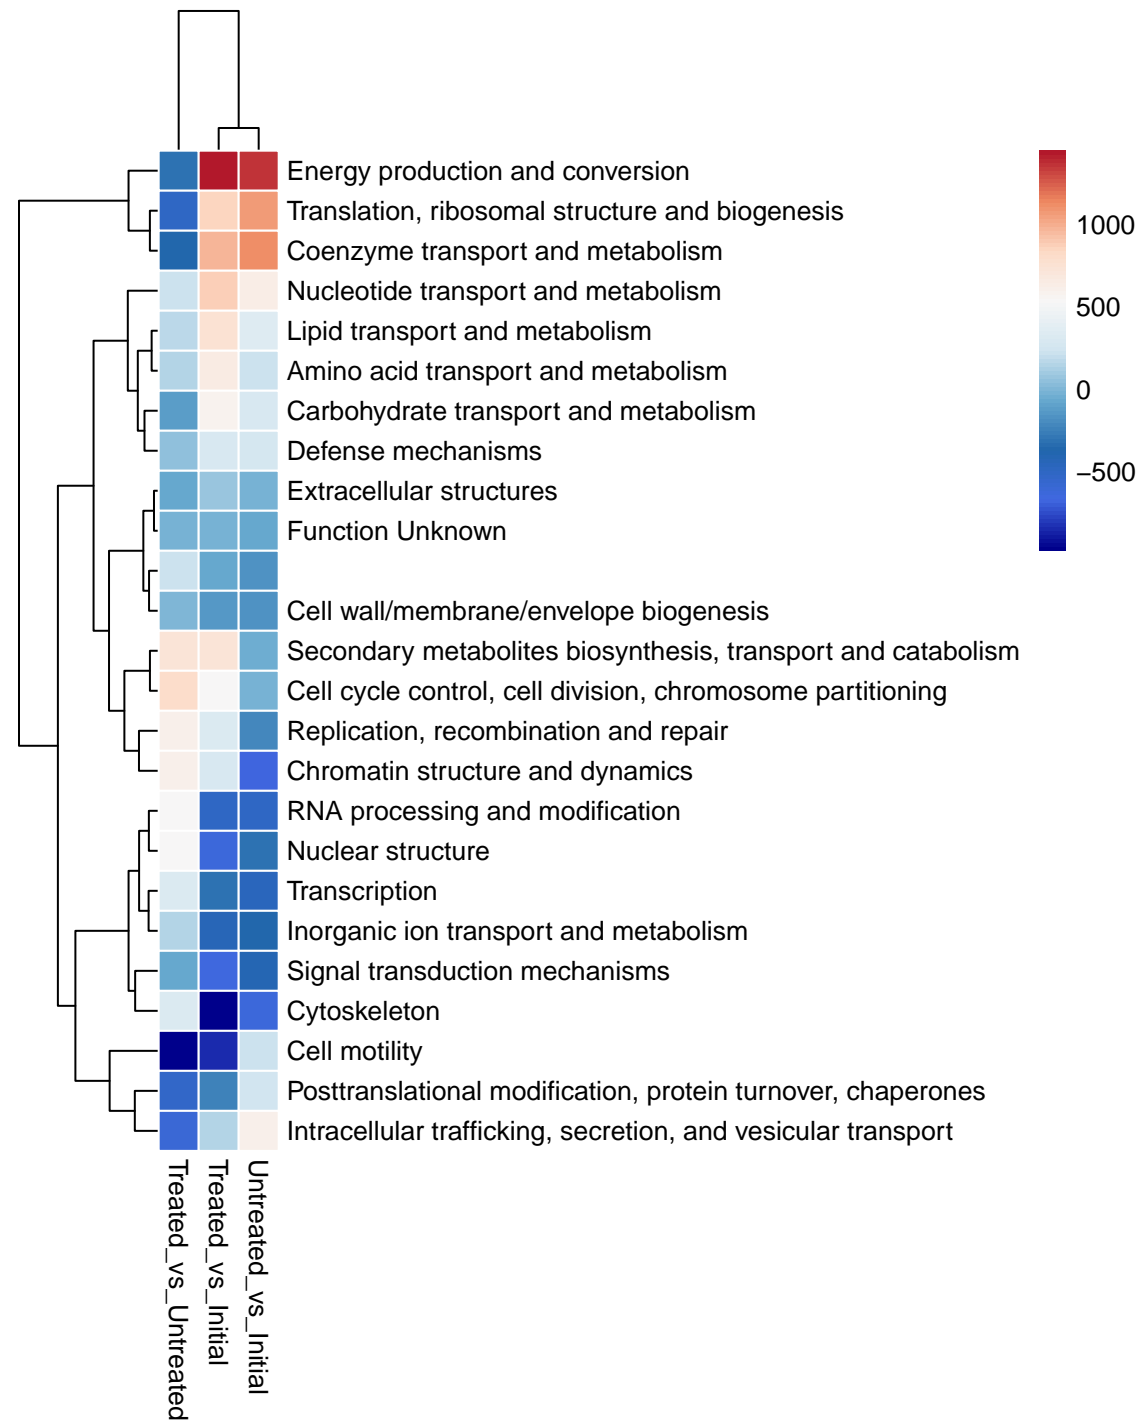 Energy production and conversion
Translation, ribosomal structure and biogenesis
Coenzyme transport and metabolism
Nucleotide transport and metabolism
Lipid transport and metabolism
Amino acid transport and metabolism
Carbohydrate transport and metabolism
Defense mechanisms
Extracellular structures
Function Unknown
Cell wall/membrane/envelope biogenesis
Secondary metabolites biosynthesis, transport and catabolism
Cell cycle control, cell division, chromosome partitioning
Replication, recombination and repair
Chromatin structure and dynamics
RNA processing and modification
Nuclear structure
Transcription
Inorganic ion transport and metabolism
Signal transduction mechanisms
Cytoskeleton
Cell motility
Posttranslational modification, protein turnover, chaperones
Intracellular trafficking, secretion, and vesicular transport
Treated_vs_Untreated
Treated_vs_Initial
Untreated_vs_Initial
1000
500
0
−500